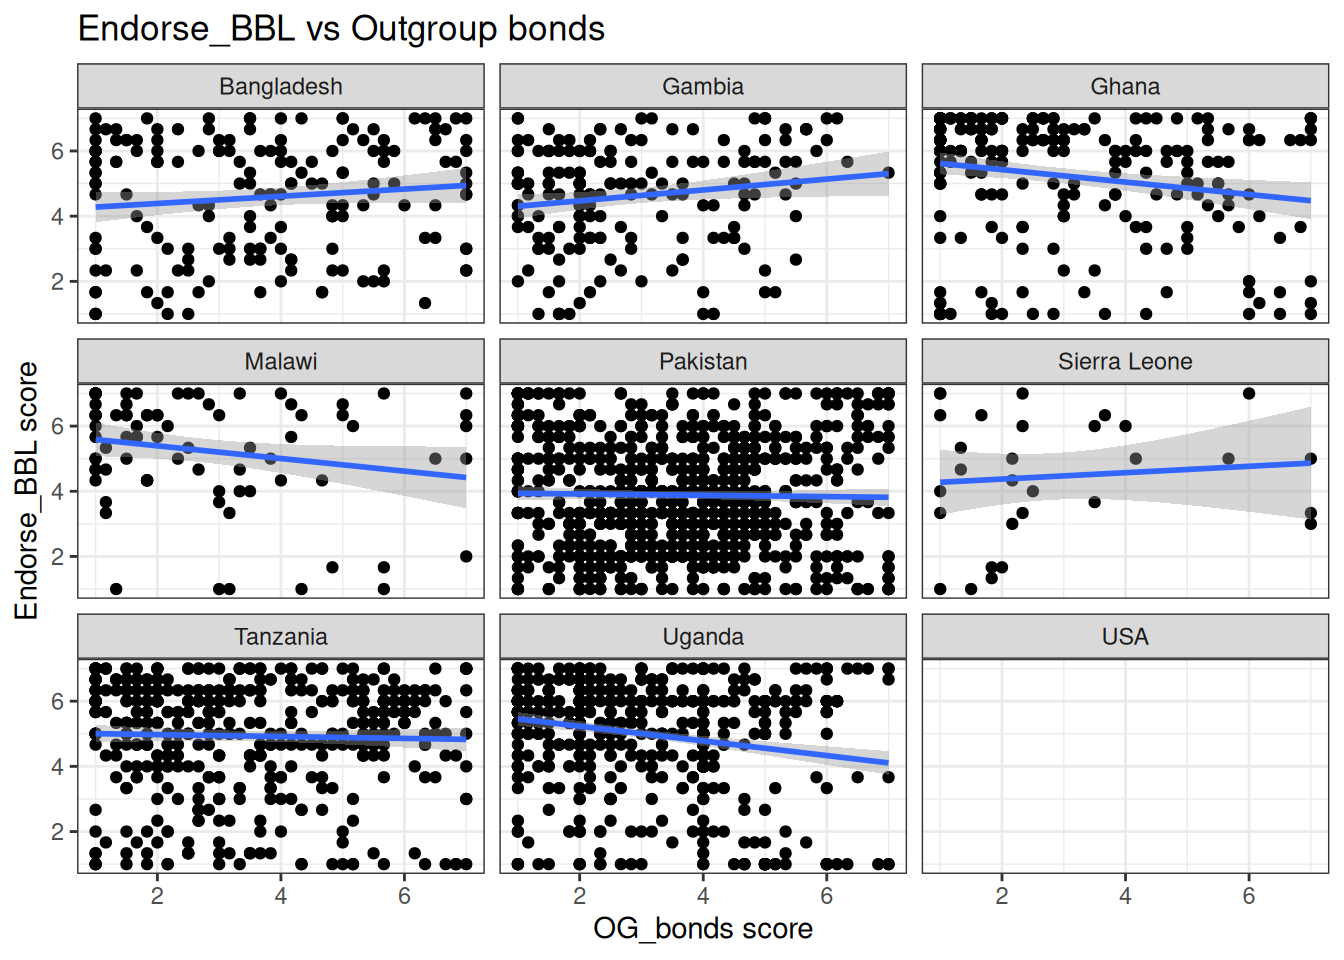 Endorse_BBL vs Outgroup bonds
Bangladesh
Gambia
Ghana
6
4
2
Malawi
Pakistan
Sierra Leone
6
4
2
Endorse_BBL score
Tanzania
Uganda
USA
6
4
2
2 4 6 2 4 6 2 4 6
OG_bonds score